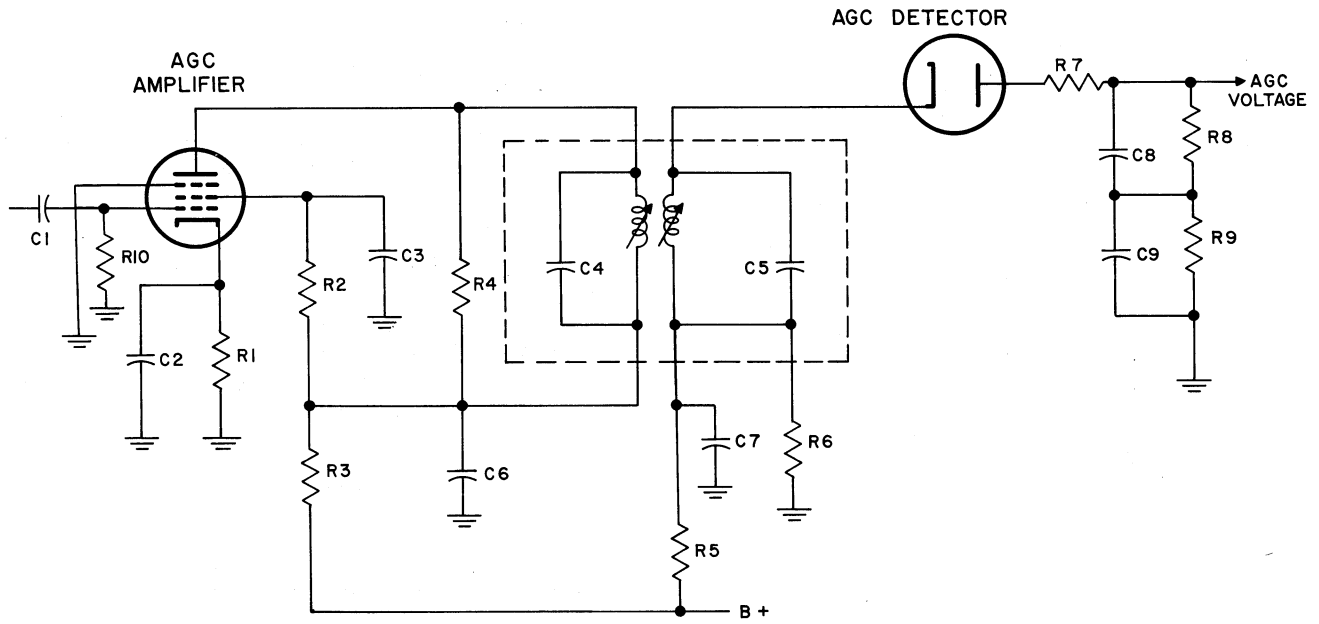 AGC DETECTOR
AGC
AMPLIFIER
R7
AGC
VOLTAGE
C8
R8
C1
R10
C3
R2
R4
C4
C5
C9
R9
C2
R1
R3
C6
C7
R6
R5
B+